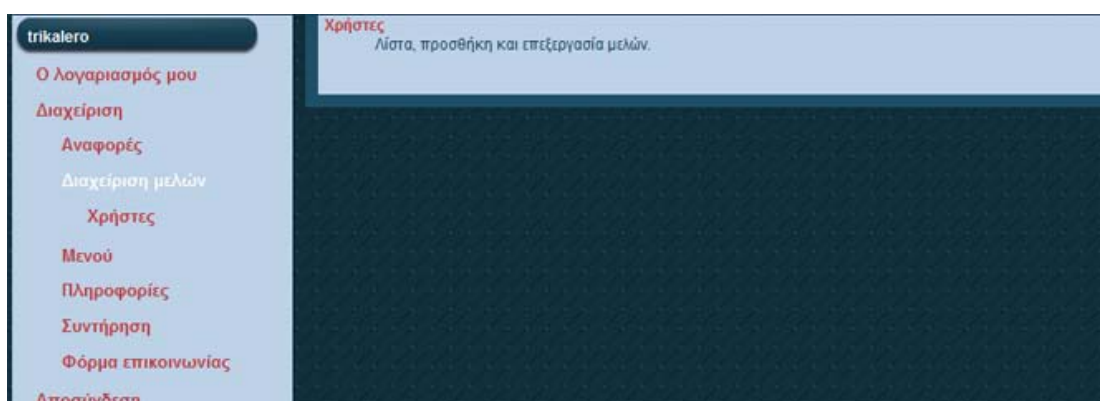 trikalero
Ο λογαριασμός μου
Διαχείριση
Αναφορές
Διαχείριση μελών
Χρήστες
Μενού
Πληροφορίες
Συντήρηση
Φόρμα επικοινωνίας
Αποσύνδεση
Χρήστες
Λίστα, προσθήκη και επεξεργασία μελών.